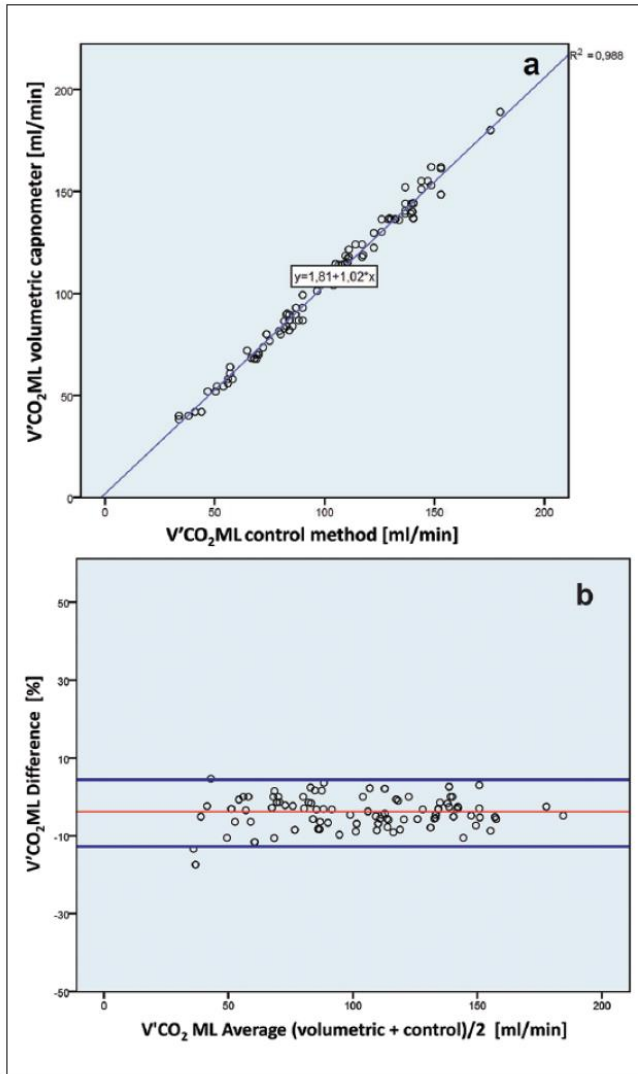 a
R² =0,988
200
150
100
50
0
y=1,81+1,02*x
V'CO₂ML volumetric capnometer [ml/min]
0 50 100 150 200
V'CO₂ML control method [ml/min]
b
50
30
10
-10
-30
-50
V'CO₂ML Difference [%]
0 50 100 150 200
V'CO₂ ML Average (volumetric + control)/2 [ml/min]